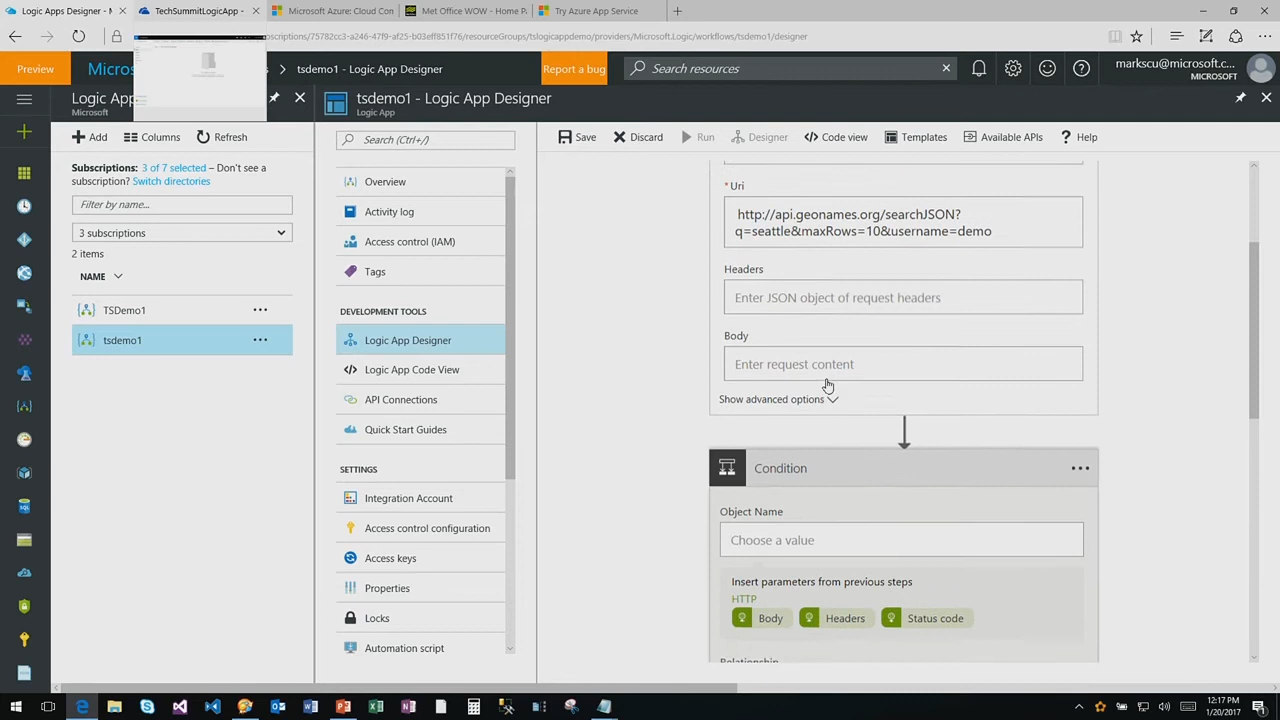 Logic Apps Designer - M
TechSummitLogicApp -
Microsoft Azure: Cloud Con
Met Office WOW - Home P
Try Azure App Service
scriptions/75782cc3-a246-47f9-af25-b03eff851f76/resourceGroups/tslogicappdemo/providers/Microsoft.Logic/workflows/tsdemo1/designer
Preview
tsdemo1 - Logic App Designer
Report a bug
Search resources
markscu@microsoft.c...
MICROSOFT
Logic App
Microsoft
tsdemo1 - Logic App Designer
Logic App
Add
Columns
Refresh
Search (Ctrl+/)
Save
Discard
Run
Designer
Code view
Templates
Available APIs
Help
Subscriptions: 3 of 7 selected – Don't see a
subscription? Switch directories
Filter by name...
3 subscriptions
2 items
NAME
TSDemo1
tsdemo1
Overview
Activity log
Access control (IAM)
Tags
DEVELOPMENT TOOLS
Logic App Designer
Logic App Code View
API Connections
Quick Start Guides
SETTINGS
Integration Account
Access control configuration
Access keys
Properties
Locks
Automation script
* Uri
http://api.geonames.org/searchJSON?
q=seattle&maxRows=10&username=demo
Headers
Enter JSON object of request headers
Body
Enter request content
Show advanced options
Condition
Object Name
Choose a value
Insert parameters from previous steps
HTTP
Body
Headers
Status code
Relationship
12:17 PM
1/20/2017